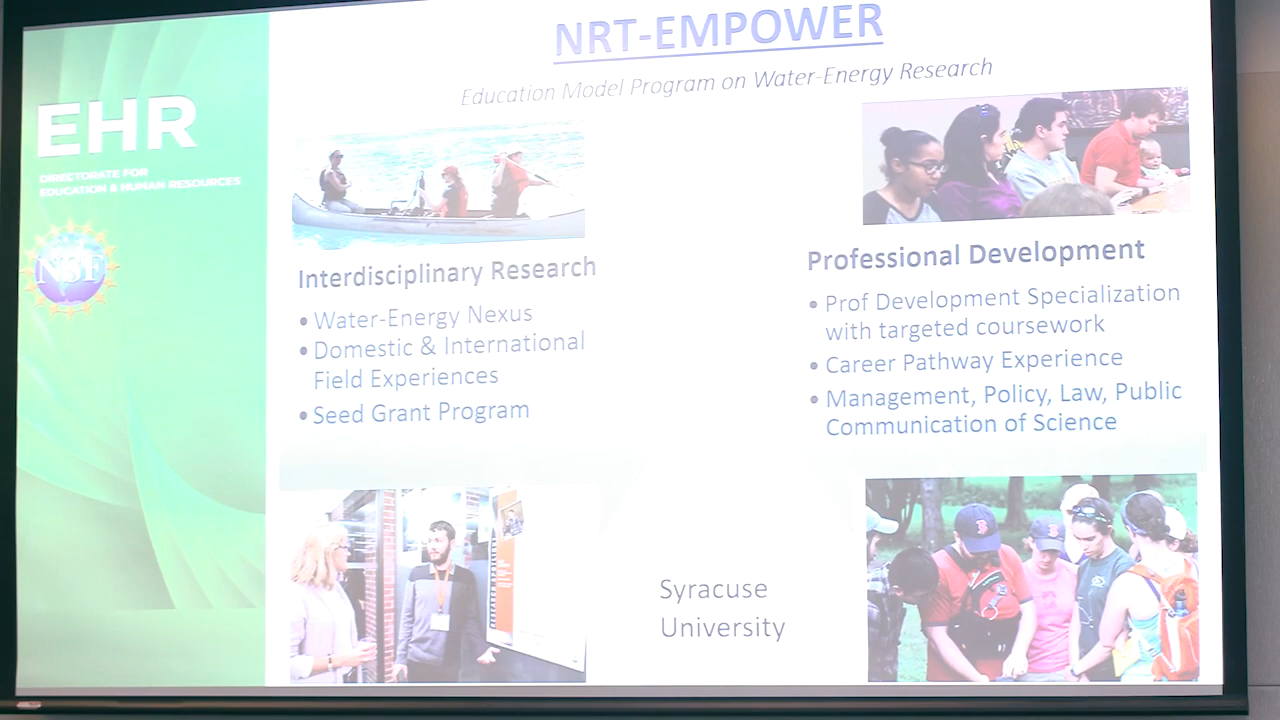 NRT-EMPOWER
Education Model Program on Water-Energy Research
EHR
DIRECTORATE FOR
EDUCATION & HUMAN RESOURCES
NSF
Interdisciplinary Research
• Water-Energy Nexus
• Domestic & International
Field Experiences
• Seed Grant Program
Professional Development
• Prof Development Specialization
with targeted coursework
• Career Pathway Experience
• Management, Policy, Law, Public
Communication of Science
Syracuse
University